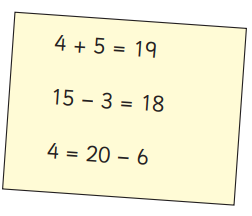 4 + 5 = 19
15 – 3 = 18
4 = 20 – 6